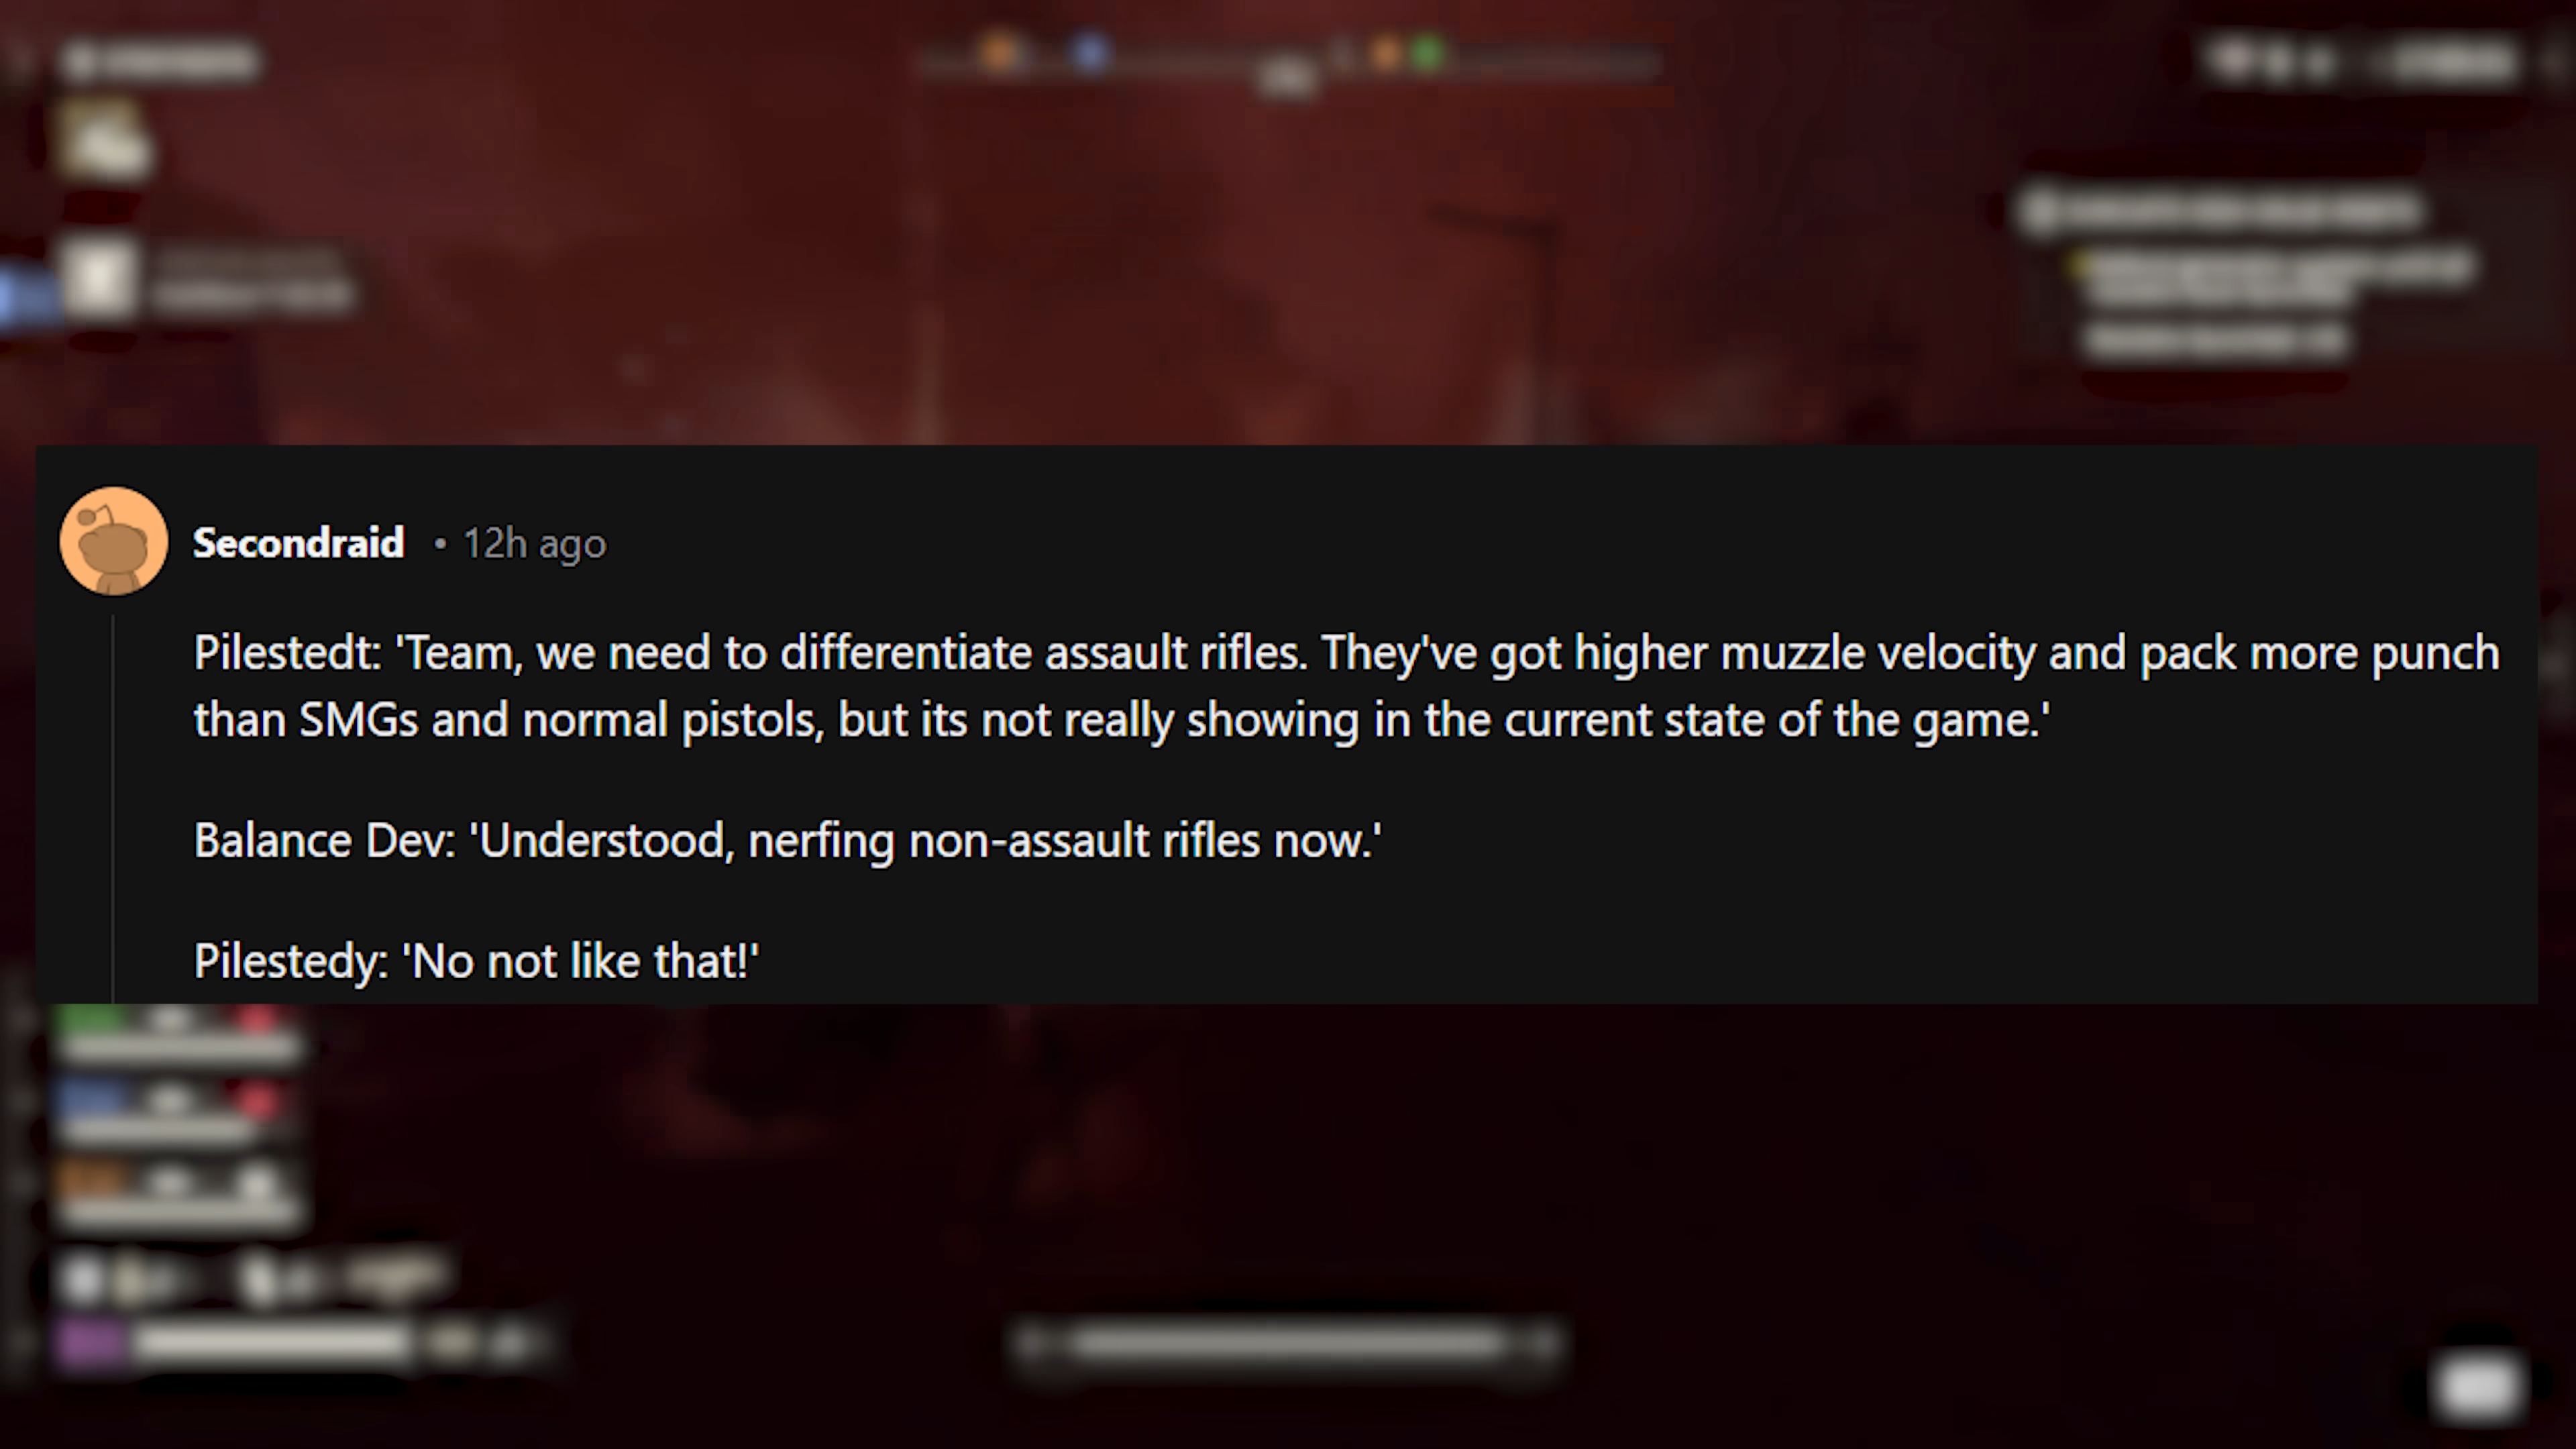 Secondraid • 12h ago
Pilestedt: 'Team, we need to differentiate assault rifles. They've got higher muzzle velocity and pack more punch
than SMGs and normal pistols, but its not really showing in the current state of the game.'
Balance Dev: 'Understood, nerfing non-assault rifles now.'
Pilestedy: 'No not like that!'